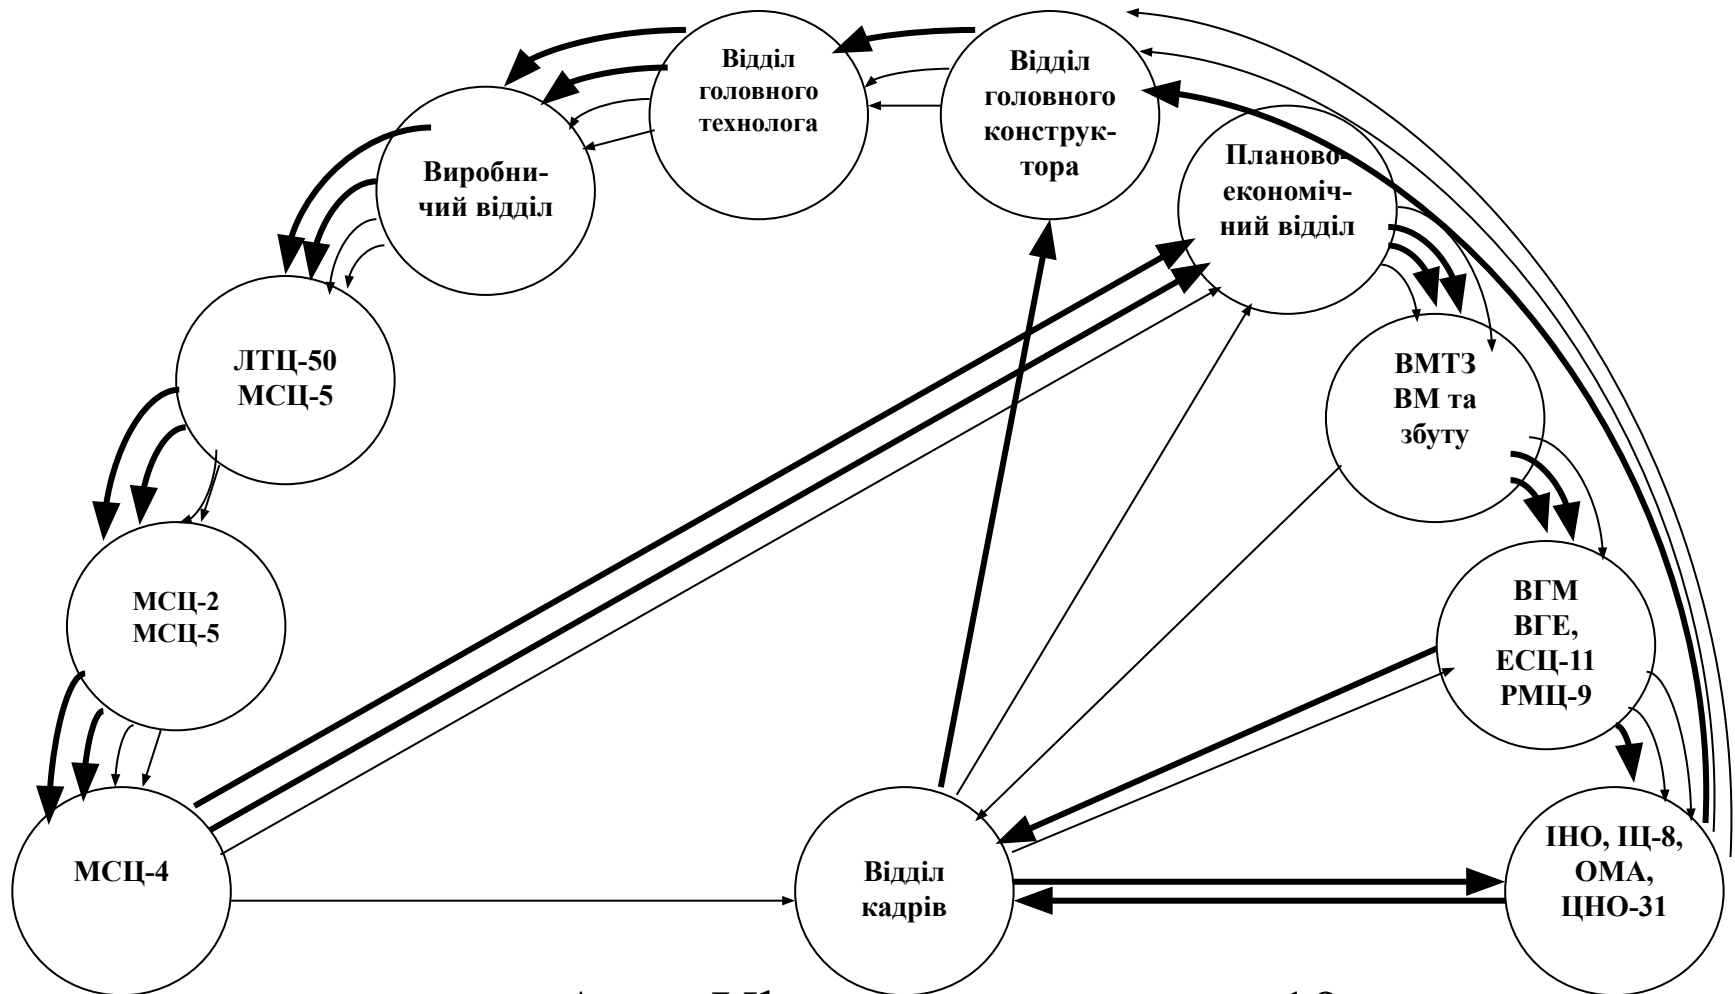 Відділ
головного
технолога
Відділ
головного
конструк-
тора
Планово-
економіч-
ний відділ
Виробни-
чий відділ
ЛТЦ-50
МСЦ-5
ВМТЗ
ВМ та
збуту
МСЦ-2
МСЦ-5
ВГМ
ВГЕ,
ЕСЦ-11
РМЦ-9
МСЦ-4
Відділ
кадрів
ІНО, ІЦ-8,
ОМА,
ЦНО-31